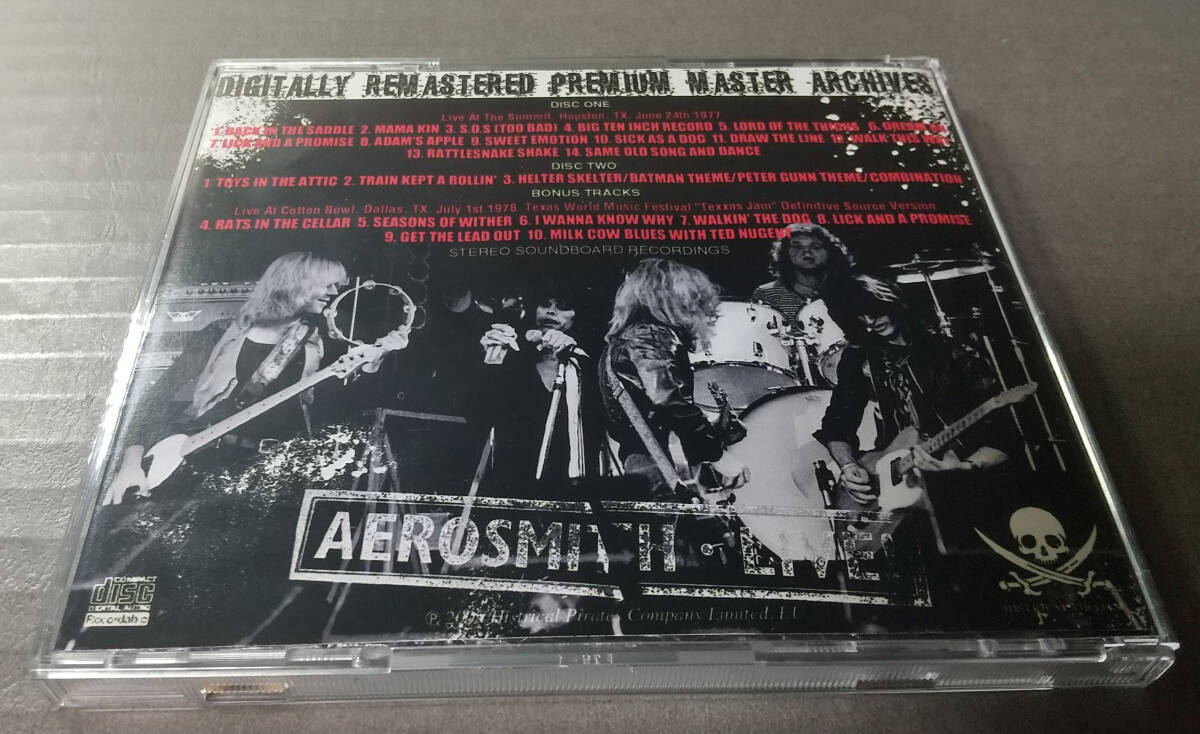 DIGITALLY REMASTERED PREMIUM MASTER ARCHIVES
DISC ONE
Live At The Summit, Houston, TX, June 24th 1977
1. BACK IN THE SADDLE 2. MAMA KIN 3. S.O.S (TOO BAD) 4. BIG TEN INCH RECORD 5. LORD OF THE THIGHS 6. DREAM ON
7. LICK AND A PROMISE 8. ADAM'S APPLE 9. SWEET EMOTION 10. SICK AS A DOG 11. DRAW THE LINE 12. WALK THIS WAY
13. RATTLESNAKE SHAKE 14. SAME OLD SONG AND DANCE
DISC TWO
1. TOYS IN THE ATTIC 2. TRAIN KEPT A ROLLIN' 3. HELTER SKELTER/BATMAN THEME/PETER GUNN THEME/COMBINATION
BONUS TRACKS
Live At Cotton Bowl, Dallas, TX, July 1st 1978 Texas World Music Festival "Texxas Jam" Definitive Source Version
4. RATS IN THE CELLAR 5. SEASONS OF WITHER 6. I WANNA KNOW WHY 7. WALKIN' THE DOG 8. LICK AND A PROMISE
9. GET THE LEAD OUT 10. MILK COW BLUES WITH TED NUGENT
STEREO SOUNDBOARD RECORDINGS
AEROSMITH · LIVE
COMPACT
disc
DIGITAL AUDIO
Recordable
Ⓟ Histrical Pirates Company Limited, EU